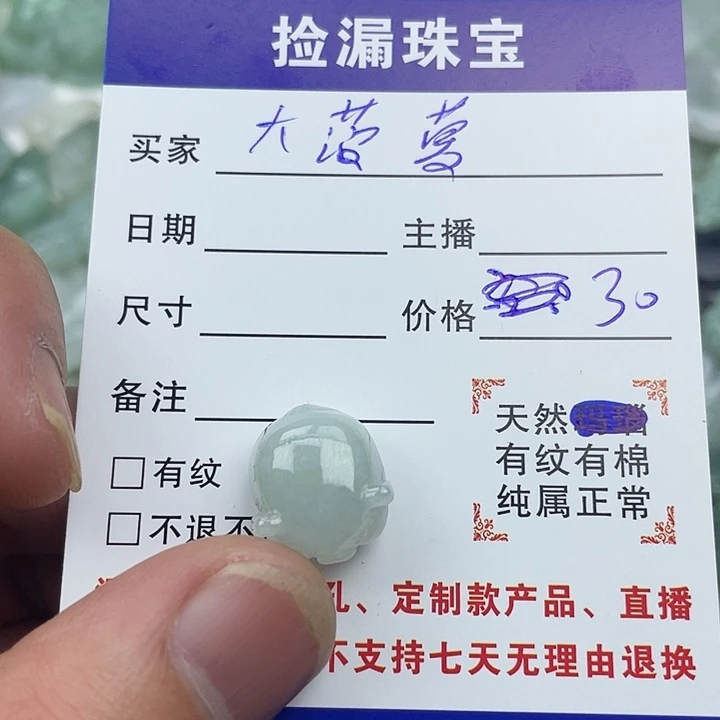 捡漏珠宝
买家 大菠萝
日期 主播
尺寸 价格 30
备注
天然
□有纹 有纹有棉
纯属正常
□不退不
孔、定制款产品、直播
不支持七天无理由退换